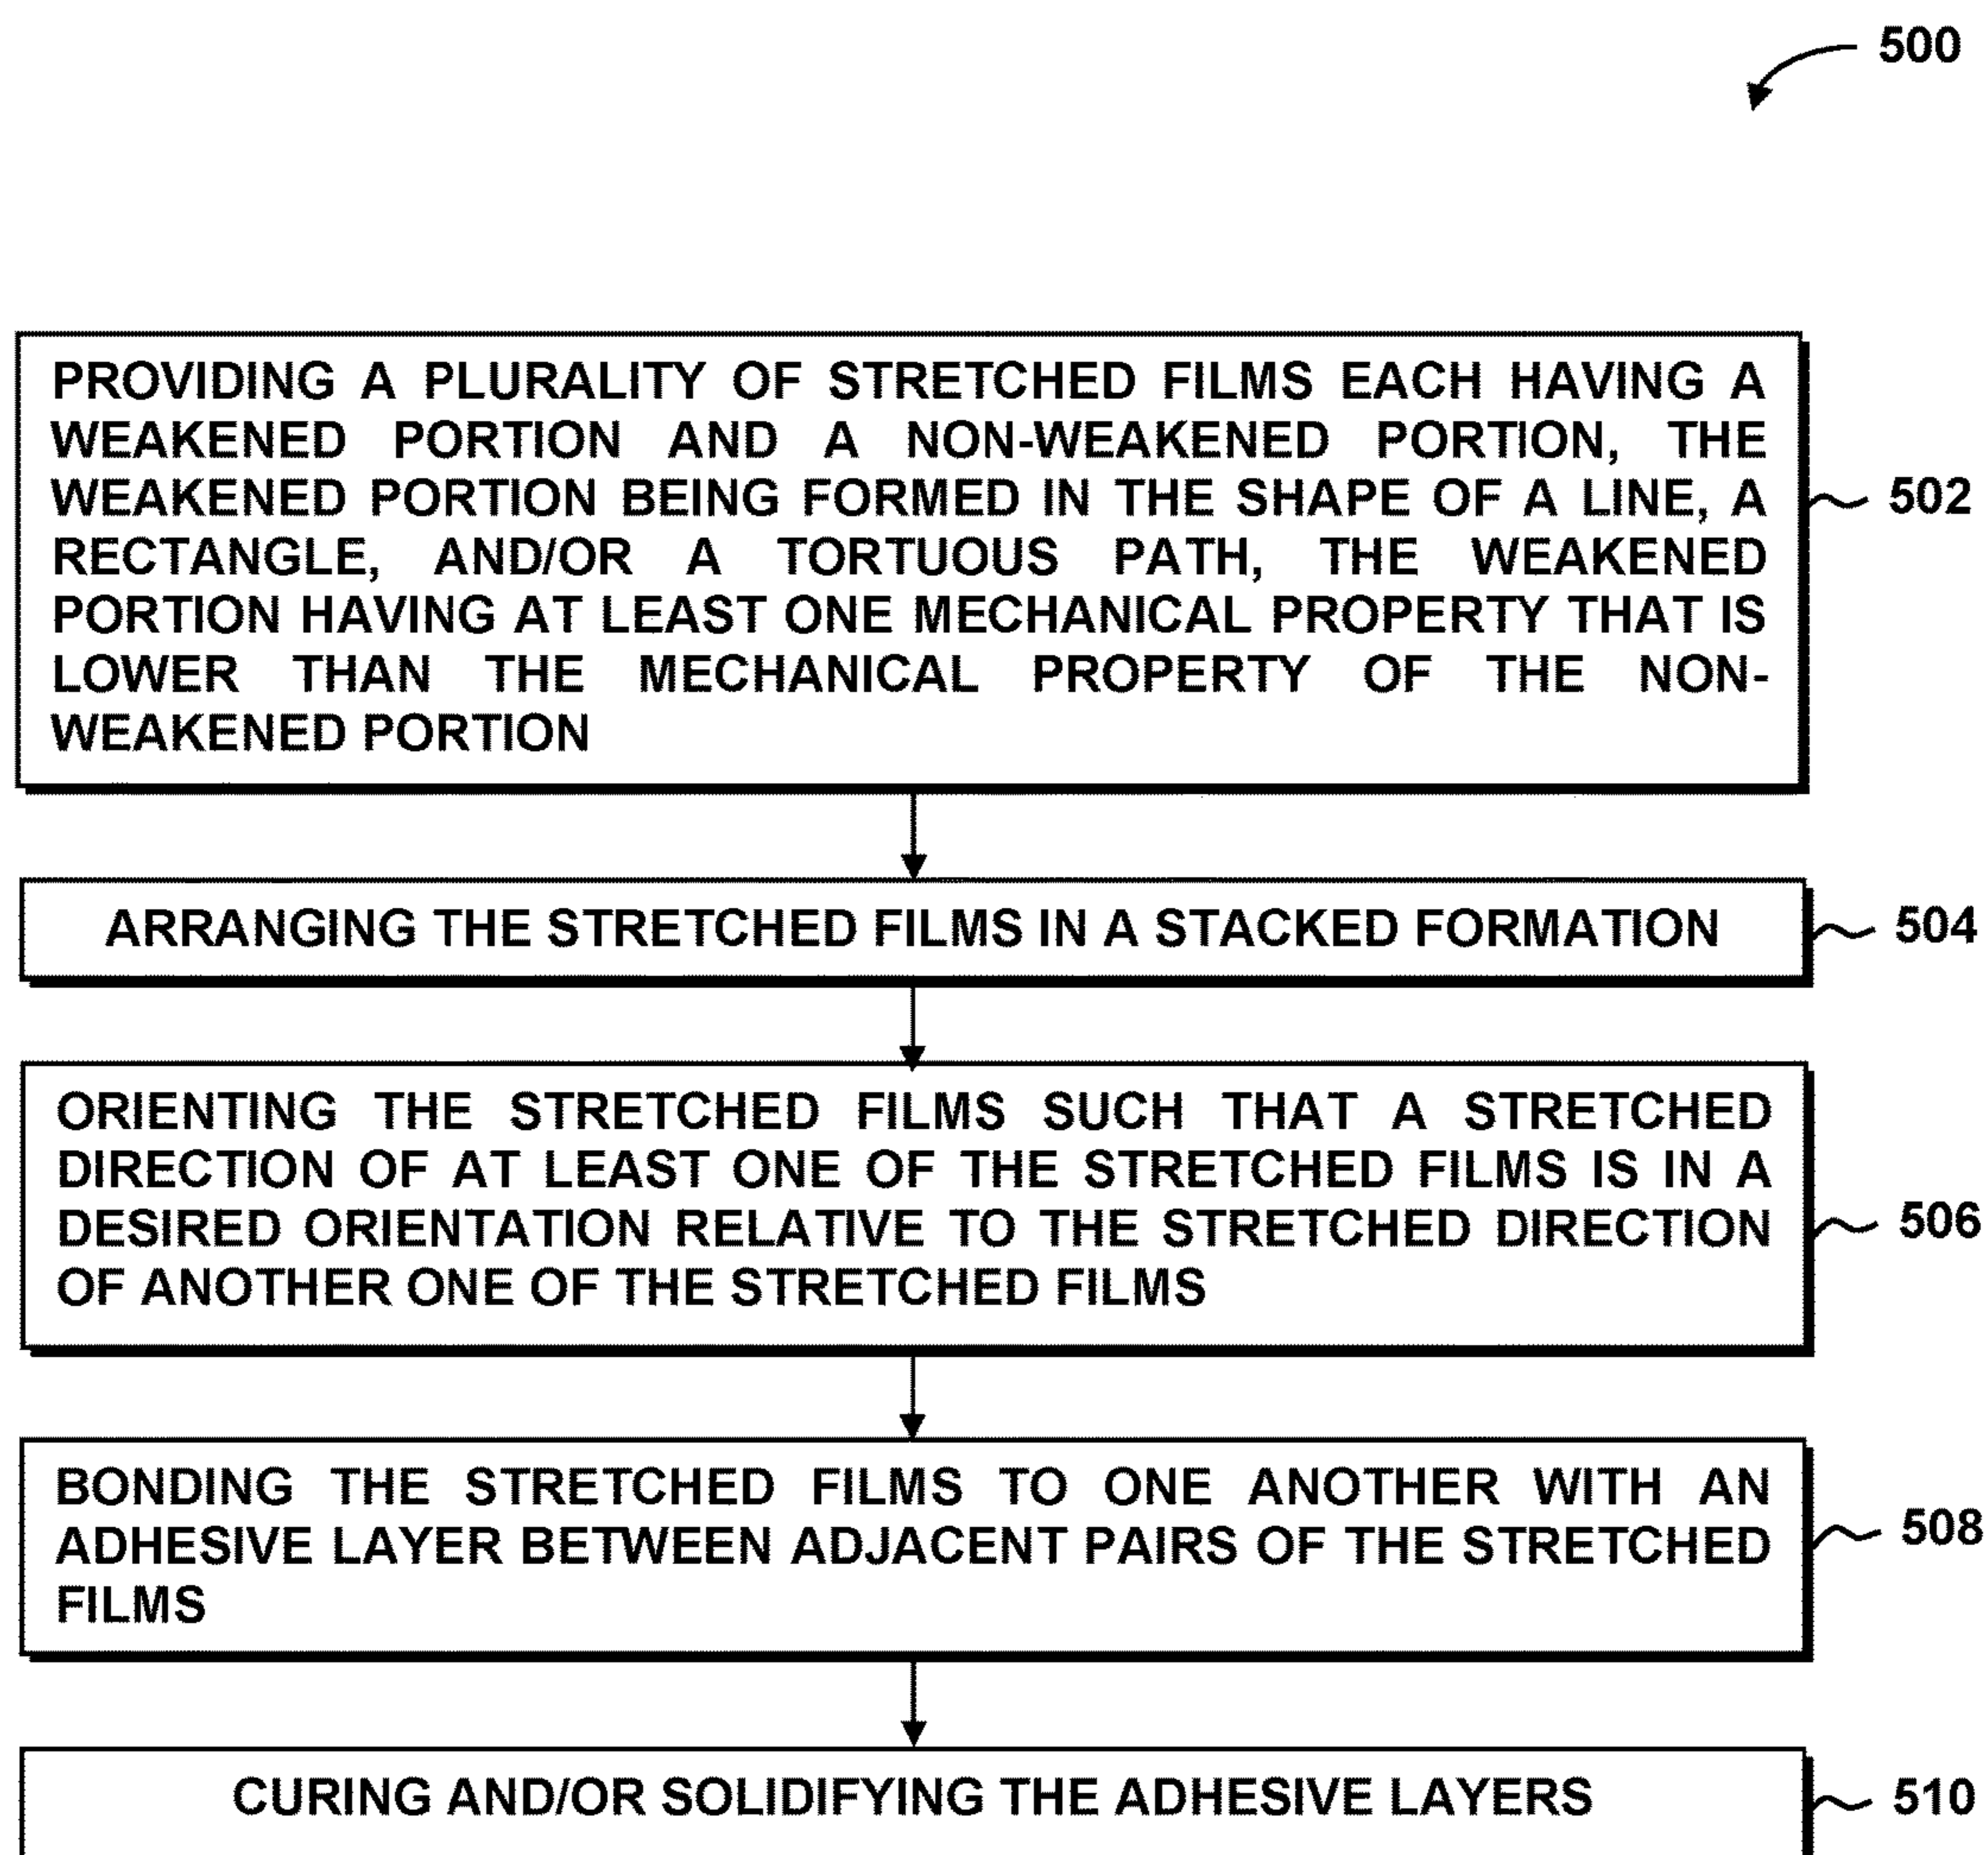 500
PROVIDING A PLURALITY OF STRETCHED FILMS EACH HAVING A
WEAKENED PORTION AND A NON-WEAKENED PORTION, THE
WEAKENED PORTION BEING FORMED IN THE SHAPE OF A LINE, A
RECTANGLE, AND/OR A TORTUOUS PATH, THE WEAKENED
PORTION HAVING AT LEAST ONE MECHANICAL PROPERTY THAT IS
LOWER THAN THE MECHANICAL PROPERTY OF THE NON-
WEAKENED PORTION
502
ARRANGING THE STRETCHED FILMS IN A STACKED FORMATION
504
ORIENTING THE STRETCHED FILMS SUCH THAT A STRETCHED
DIRECTION OF AT LEAST ONE OF THE STRETCHED FILMS IS IN A
DESIRED ORIENTATION RELATIVE TO THE STRETCHED DIRECTION
OF ANOTHER ONE OF THE STRETCHED FILMS
506
BONDING THE STRETCHED FILMS TO ONE ANOTHER WITH AN
ADHESIVE LAYER BETWEEN ADJACENT PAIRS OF THE STRETCHED
FILMS
508
CURING AND/OR SOLIDIFYING THE ADHESIVE LAYERS
510